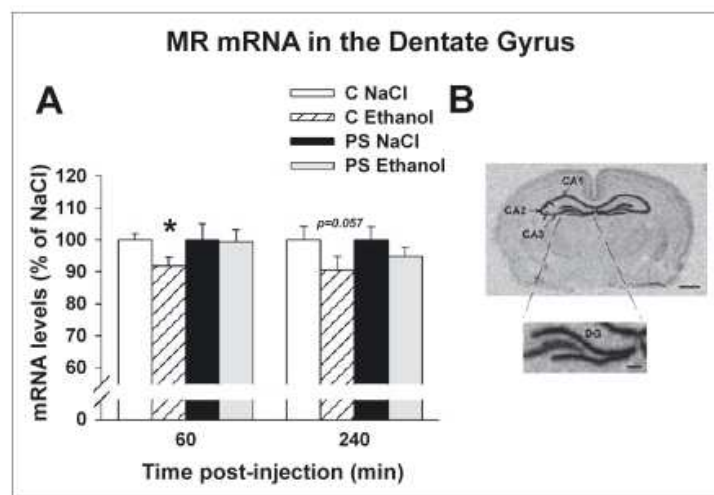 MR mRNA in the Dentate Gyrus
A
C NaCl
C Ethanol
PS NaCl
PS Ethanol
B
mRNA levels (% of NaCl)
120
110
100
90
80
70
60
0
*
p=0.057
60
240
Time post-injection (min)
CA1
CA2
CA3
DG